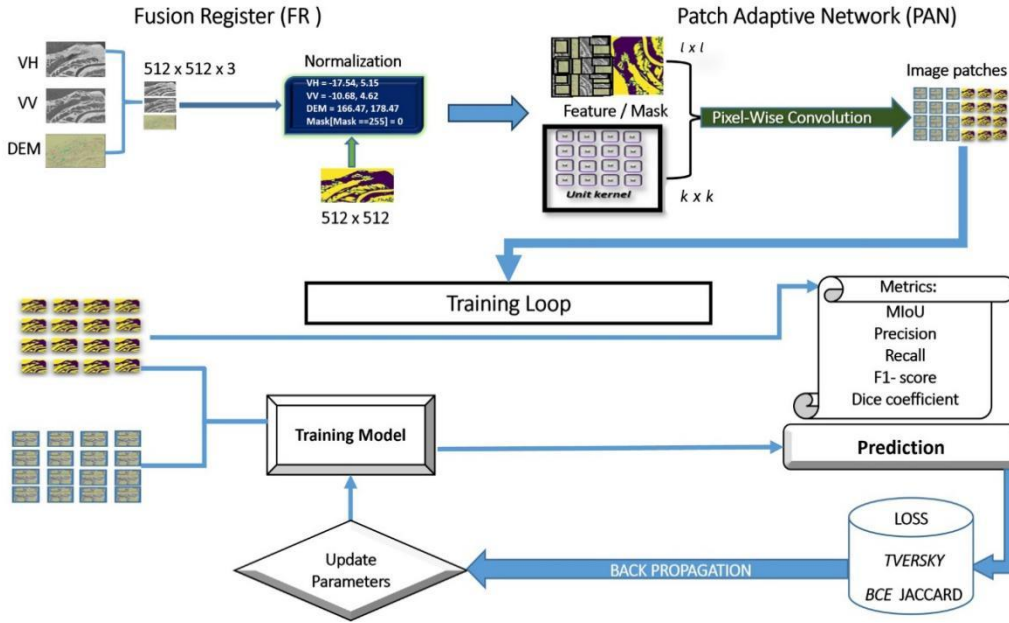 Fusion Register (FR )
Patch Adaptive Network (PAN)
VH
VV
DEM
512 x 512 x 3
Normalization
VH = -17.54, 5.15
VV = -10.68, 4.62
DEM = 166.47, 178.47
Mask[Mask ==255] = 0
512 x 512
l x l
Feature / Mask
Unit kernel
k x k
Pixel-Wise Convolution
Image patches
Training Loop
Metrics:
MIoU
Precision
Recall
F1- score
Dice coefficient
Training Model
Prediction
Update
Parameters
BACK PROPAGATION
LOSS
TVERSKY
BCE JACCARD